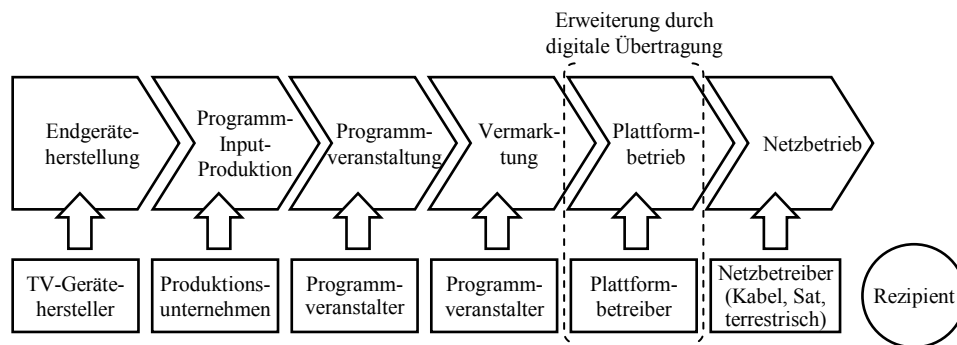 Erweiterung durch
digitale Übertragung
Endgeräte-
herstellung
Programm-
Input-
Produktion
Programm-
veranstaltung
Vermark-
tung
Plattform-
betrieb
Netzbetrieb
TV-Geräte-
hersteller
Produktions-
unternehmen
Programm-
veranstalter
Programm-
veranstalter
Plattform-
betreiber
Netzbetreiber
(Kabel, Sat,
terrestrisch)
Rezipient